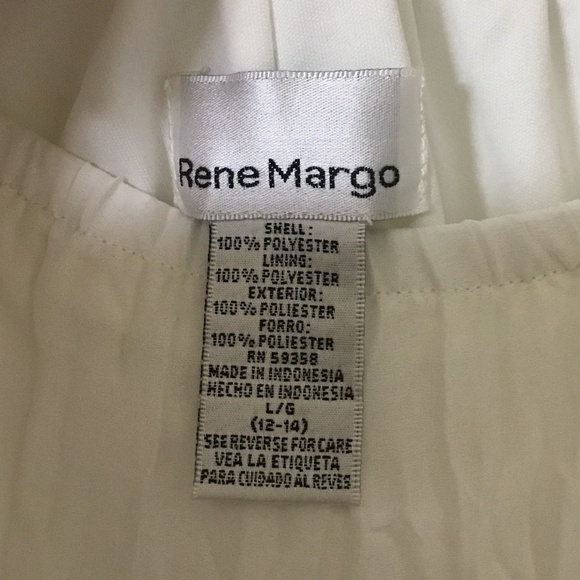 Rene Margo
SHELL:
100% POLYESTER
LINING:
100% POLYESTER
EXTERIOR:
100% POLIESTER
FORRO:
100% POLIESTER
RN 59358
MADE IN INDONESIA
HECHO EN INDONESIA
L/G
(12-14)
SEE REVERSE FOR CARE
VEA LA ETIQUETA
PARA CUIDADO AL REVES